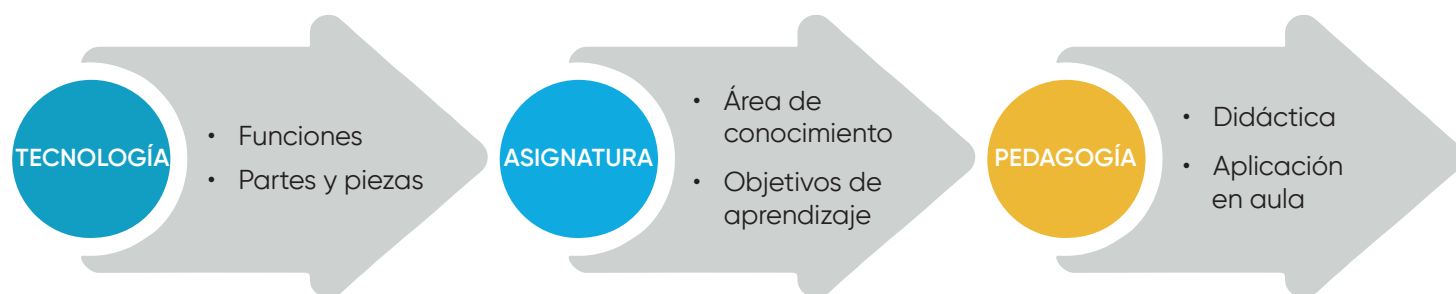 TECNOLOGÍA
• Funciones
• Partes y piezas
ASIGNATURA
• Área de
conocimiento
• Objetivos de
aprendizaje
PEDAGOGÍA
• Didáctica
• Aplicación
en aula